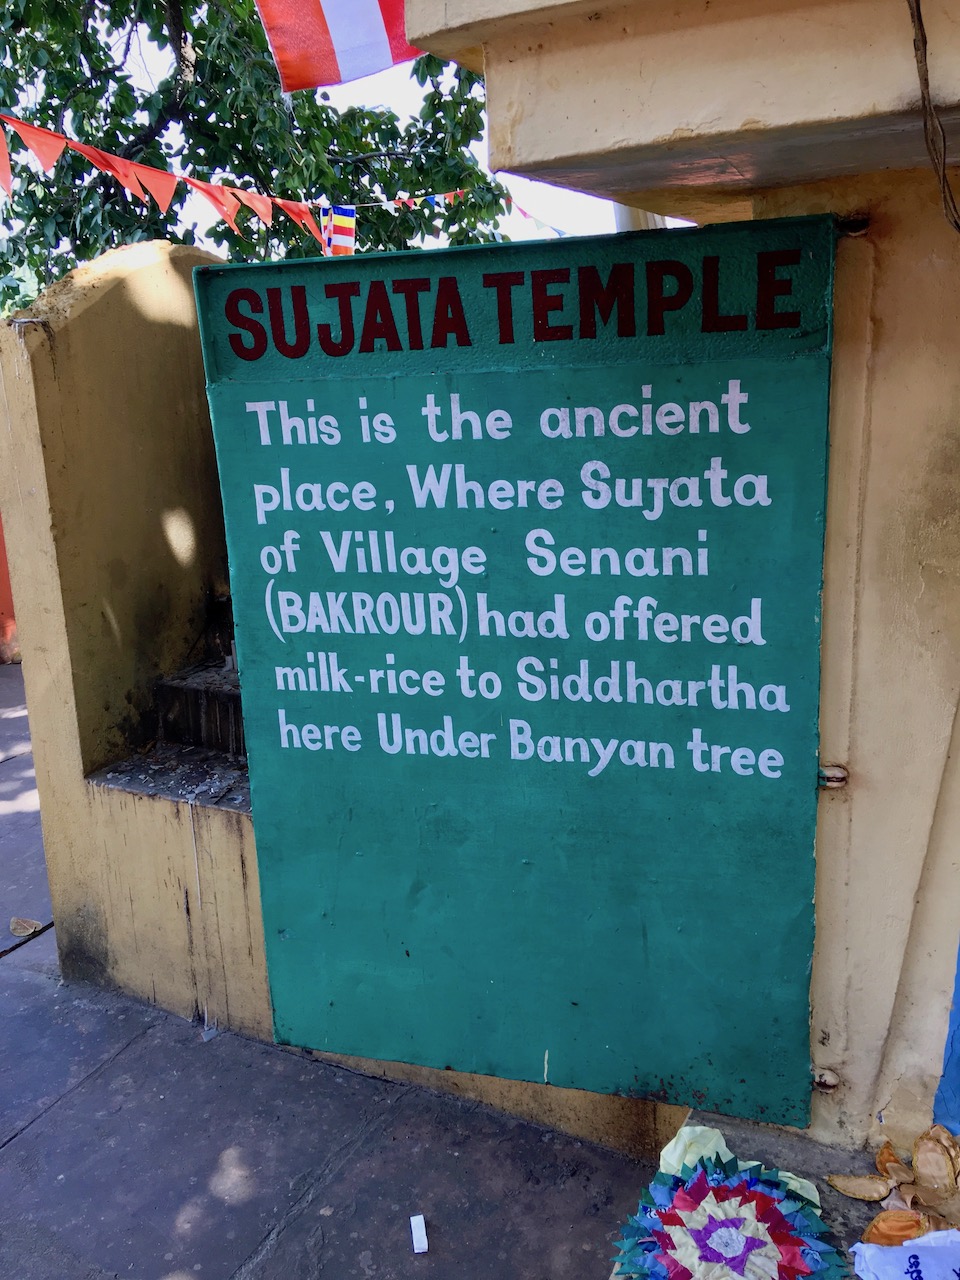 SUJATA TEMPLE
This is the ancient
place, Where Sujata
of Village Senani
(BAKROUR) had offered
milk-rice to Siddhartha
here Under Banyan tree